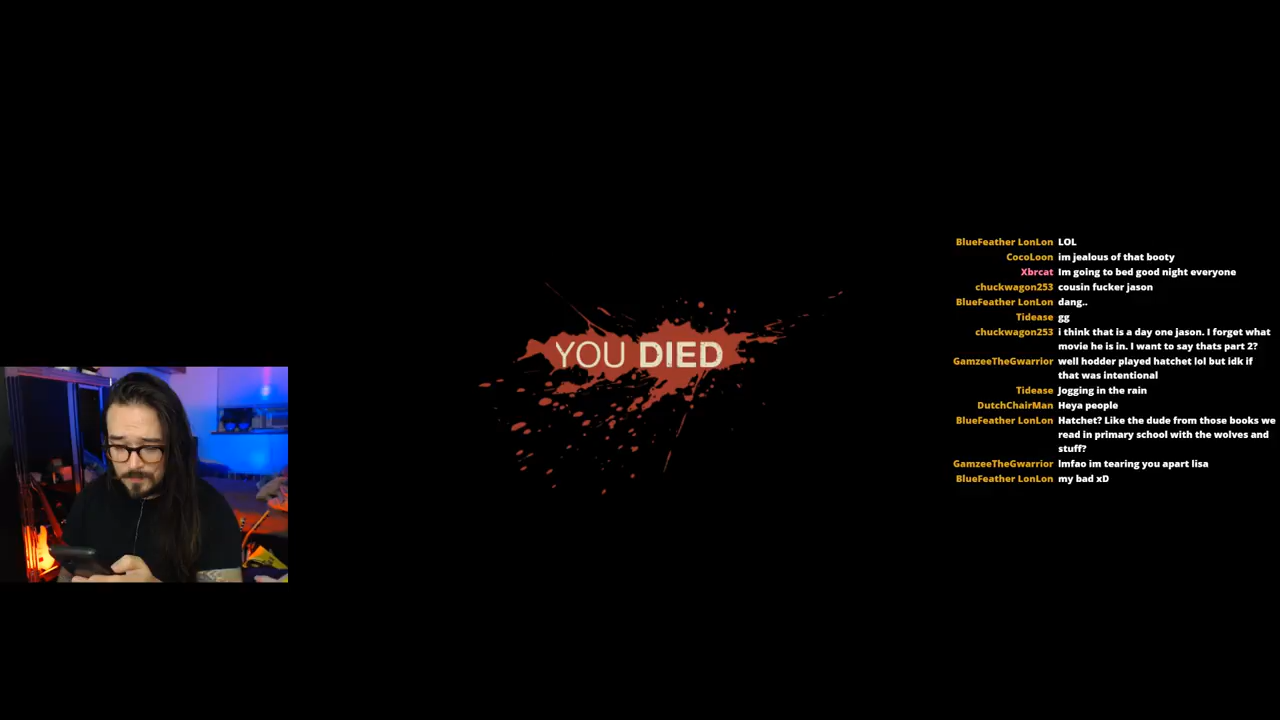 BlueFeather LonLon LOL
CocoLoon im jealous of that booty
Xbrcat Im going to bed good night everyone
chuckwagon253 cousin fucker jason
BlueFeather LonLon dang..
Tidease gg
chuckwagon253 i think that is a day one jason. I forget what
movie he is in. I want to say thats part 2?
GamzeeTheGwarrior well hodder played hatchet lol but idk if
that was intentional
Tidease Jogging in the rain
DutchChairMan Heya people
BlueFeather LonLon Hatchet? Like the dude from those books we
read in primary school with the wolves and
stuff?
GamzeeTheGwarrior lmfao im tearing you apart lisa
BlueFeather LonLon my bad xD
YOU DIED